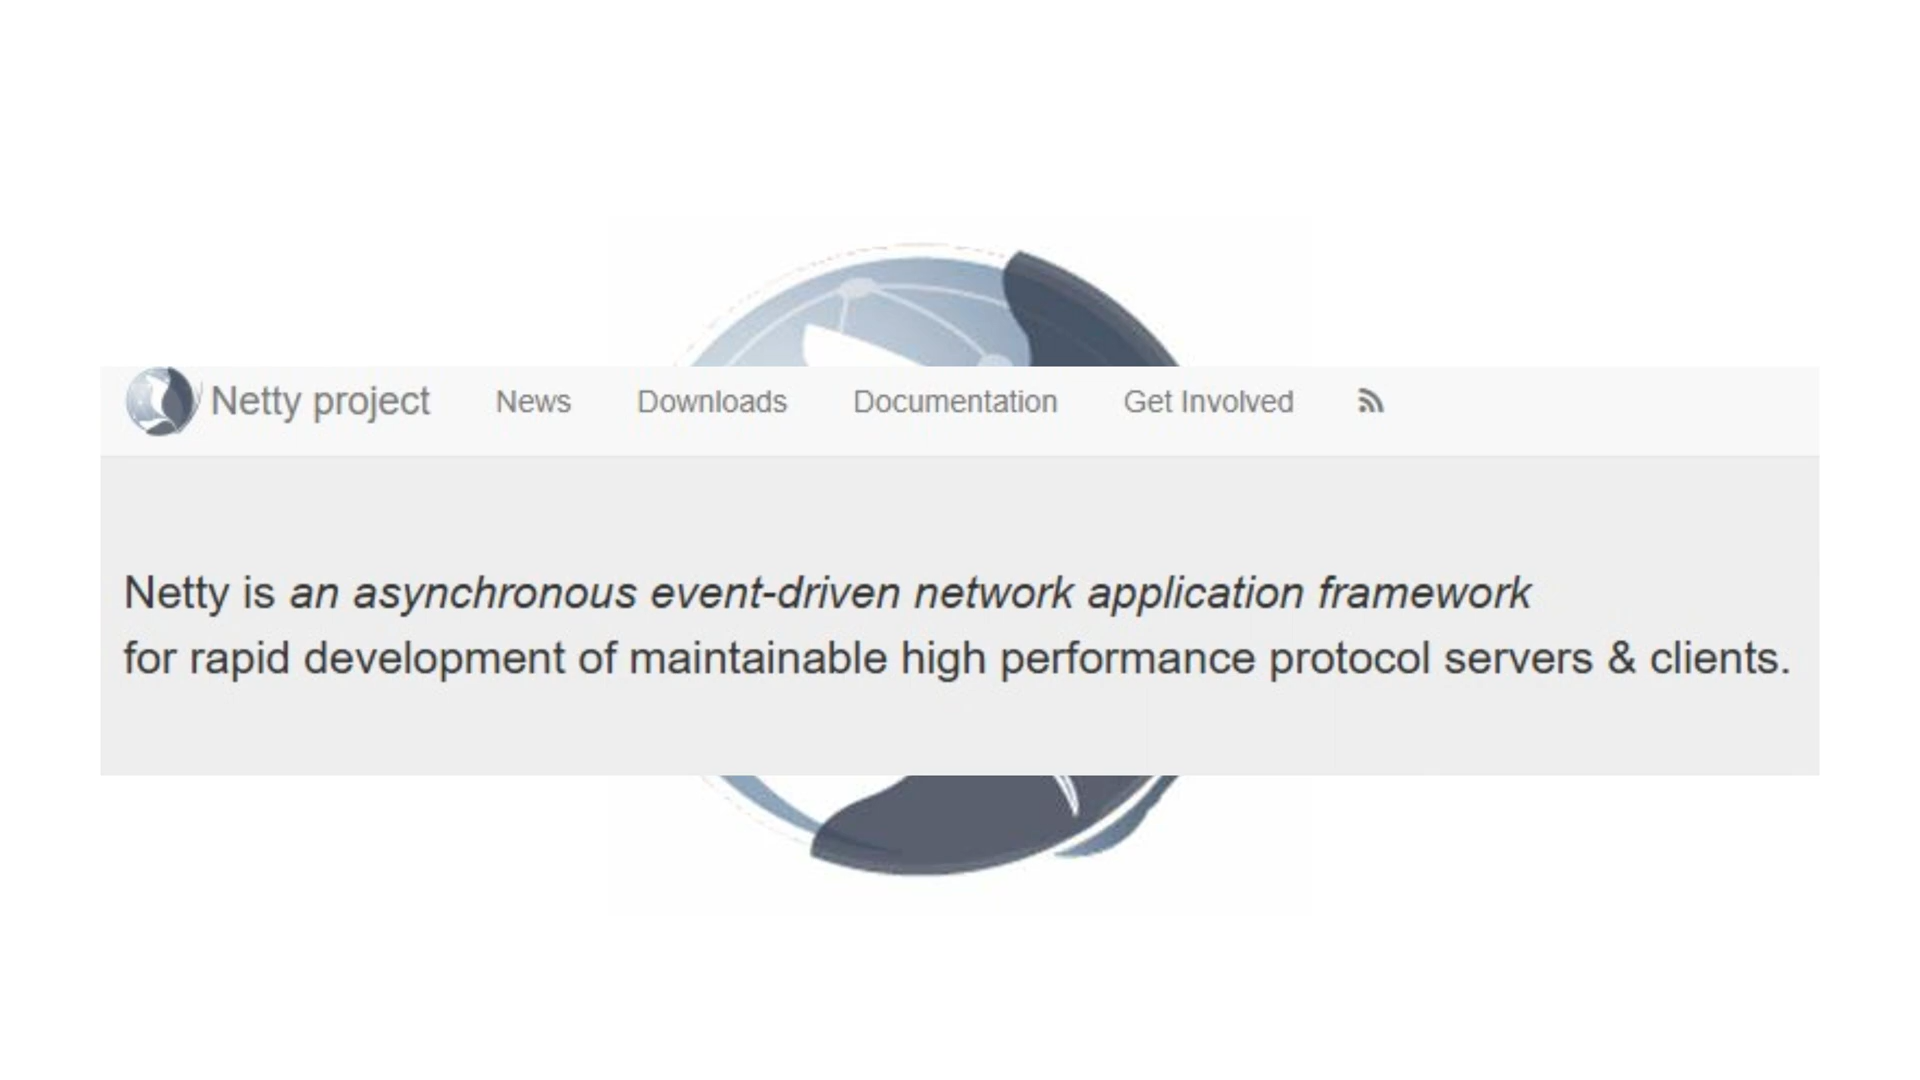 Netty project News Downloads Documentation Get Involved
Netty is an asynchronous event-driven network application framework
for rapid development of maintainable high performance protocol servers & clients.